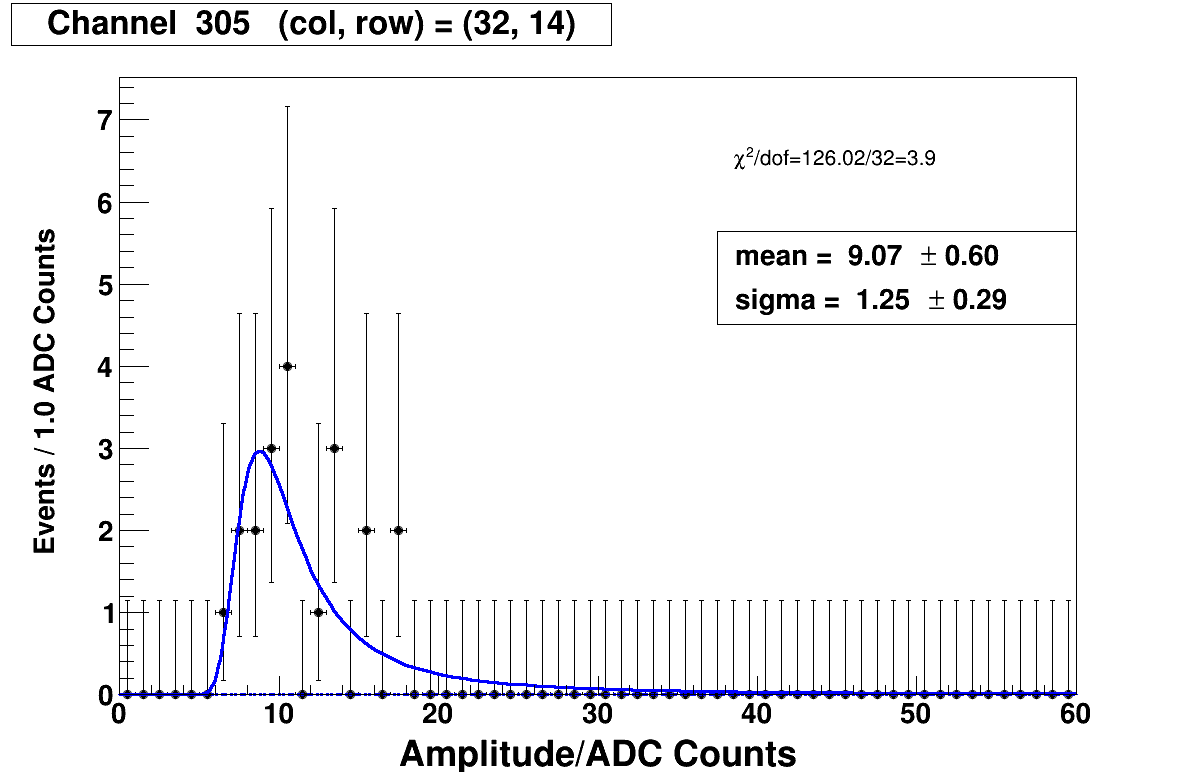 Channel 305 (col, row) = (32, 14)
χ²/dof=126.02/32=3.9
mean = 9.07 ± 0.60
sigma = 1.25 ± 0.29
Events / 1.0 ADC Counts
7
6
5
4
3
2
1
0
0 10 20 30 40 50 60
Amplitude/ADC Counts